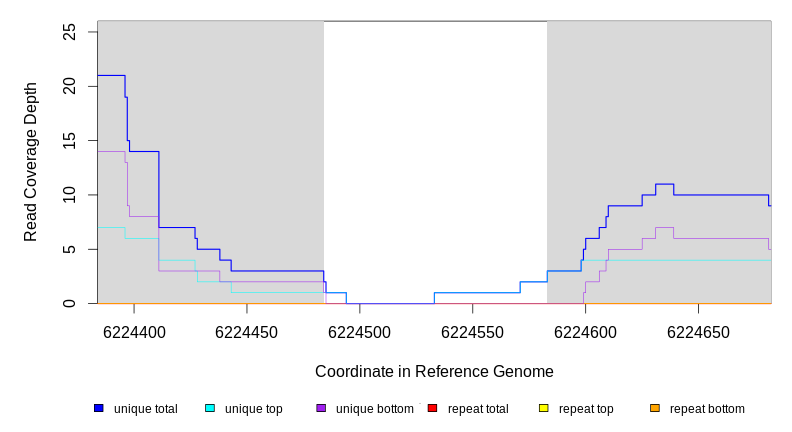 25
20
15
10
5
0
Read Coverage Depth
6224400 6224450 6224500 6224550 6224600 6224650
Coordinate in Reference Genome
unique total unique top unique bottom repeat total repeat top repeat bottom